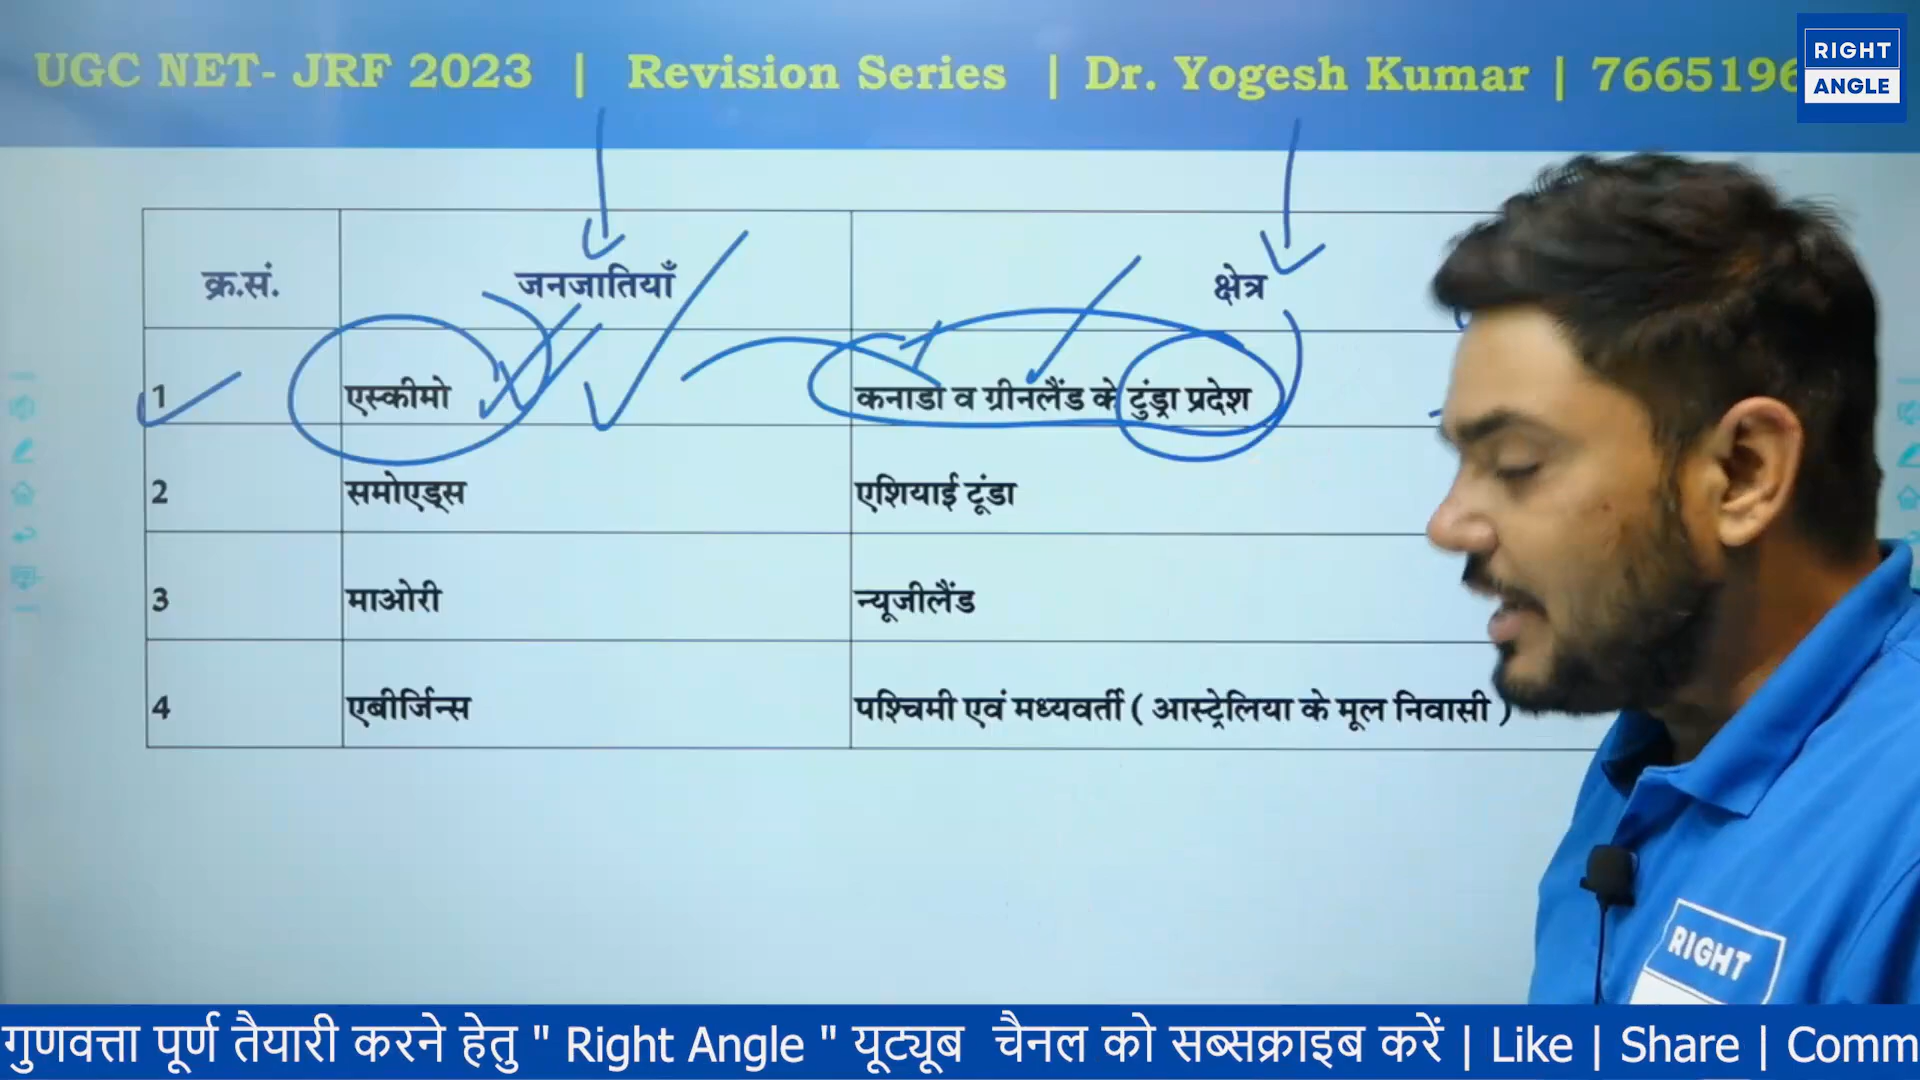 UGC NET- JRF 2023 | Revision Series | Dr. Yogesh Kumar | 766519
RIGHT
ANGLE
क्र.सं. जनजातियाँ क्षेत्र
1 एस्कीमो कनाडा व ग्रीनलैंड के टुंड्रा प्रदेश
2 समोएड्स एशियाई टूंडा
3 माओरी न्यूजीलैंड
4 एबीर्जिन्स पश्चिमी एवं मध्यवर्ती ( आस्ट्रेलिया के मूल निवासी )
RIGHT
गुणवत्ता पूर्ण तैयारी करने हेतु " Right Angle " यूट्यूब चैनल को सब्सक्राइब करें | Like | Share | Comm